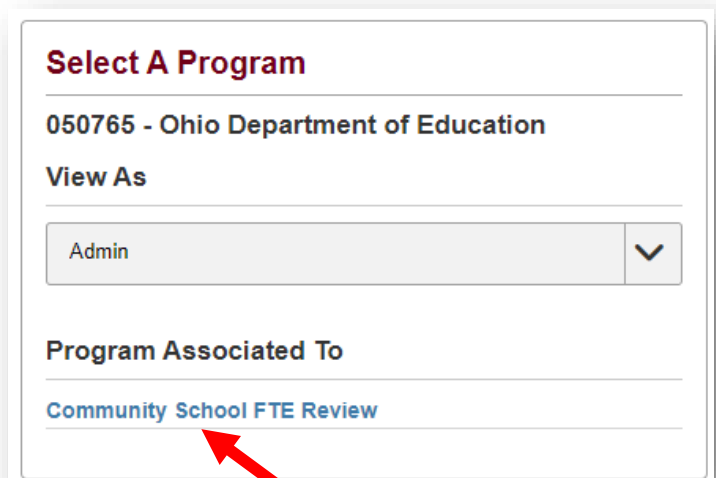 Select A Program
050765 - Ohio Department of Education
View As
Admin
Program Associated To
Community School FTE Review